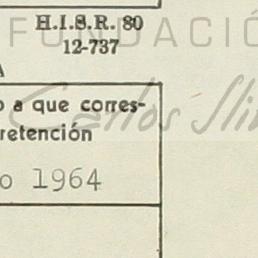 H.I.S.R. 80
FUNDACIÓ
12-737
A
o a que corres-
Carlos Slim
retención
o 1964